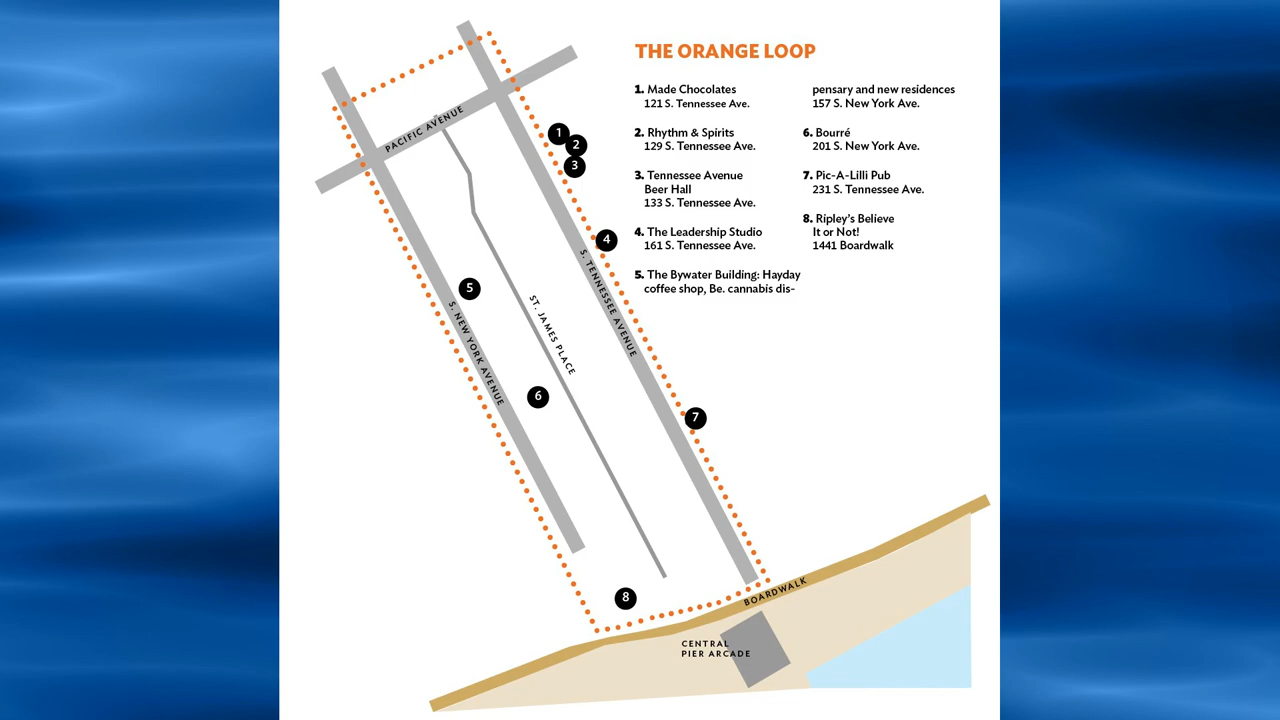 THE ORANGE LOOP
1. Made Chocolates
121 S. Tennessee Ave.
2. Rhythm & Spirits
129 S. Tennessee Ave.
3. Tennessee Avenue
Beer Hall
133 S. Tennessee Ave.
4. The Leadership Studio
161 S. Tennessee Ave.
5. The Bywater Building: Hayday
coffee shop, Be. cannabis dis-
pensary and new residences
157 S. New York Ave.
6. Bourré
201 S. New York Ave.
7. Pic-A-Lilli Pub
231 S. Tennessee Ave.
8. Ripley's Believe
It or Not!
1441 Boardwalk
PACIFIC AVENUE
1
2
3
4
S. TENNESSEE AVENUE
5
S. NEW YORK AVENUE
ST. JAMES PLACE
6
7
8
BOARDWALK
CENTRAL
PIER ARCADE